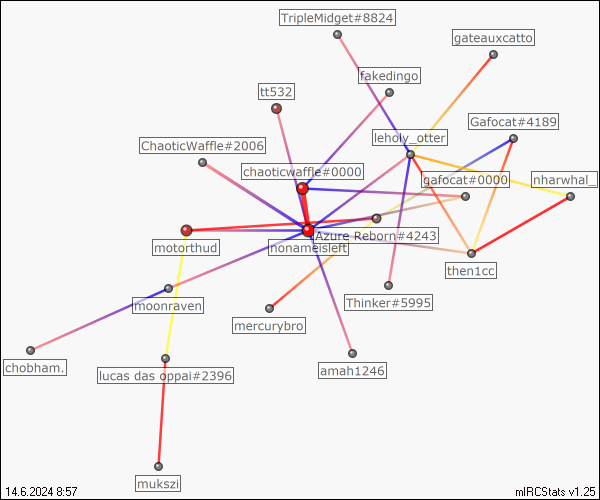 TripleMidget#8824
gateauxcatto
fakedingo
tt532
Gafocat#4189
leholy_otter
ChaoticWaffle#2006
chaoticwaffle#0000
gafocat#0000
nharwhal_
Azure Reborn#4243
motorthud
nonameisleft
then1cc
moonraven
Thinker#5995
mercurybro
chobham.
lucas das oppai#2396
amah1246
mukszi
14.6.2024 8:57
mIRCStats v1.25